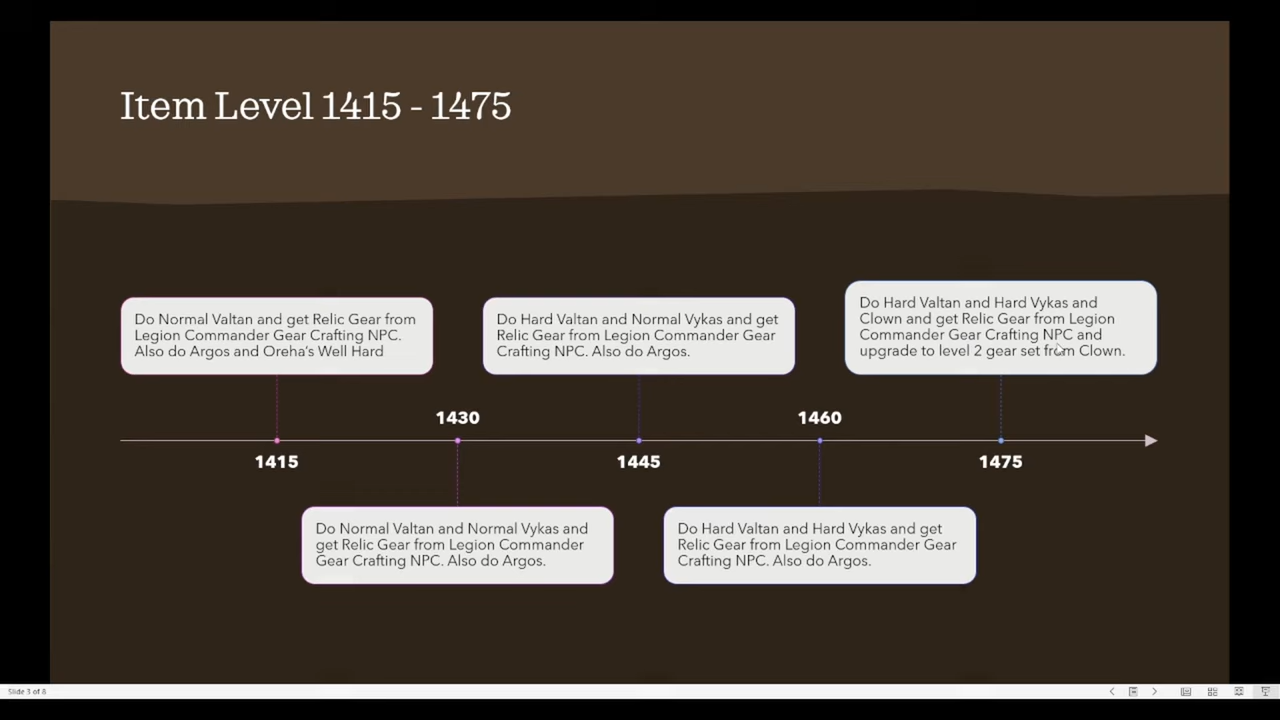 Item Level 1415 - 1475
Do Normal Valtan and get Relic Gear from
Legion Commander Gear Crafting NPC.
Also do Argos and Oreha's Well Hard
Do Hard Valtan and Normal Vykas and get
Relic Gear from Legion Commander Gear
Crafting NPC. Also do Argos.
Do Hard Valtan and Hard Vykas and
Clown and get Relic Gear from Legion
Commander Gear Crafting NPC and
upgrade to level 2 gear set from Clown.
1430
1460
1415
1445
1475
Do Normal Valtan and Normal Vykas and
get Relic Gear from Legion Commander
Gear Crafting NPC. Also do Argos.
Do Hard Valtan and Hard Vykas and get
Relic Gear from Legion Commander Gear
Crafting NPC. Also do Argos.
Slide 3 of 8